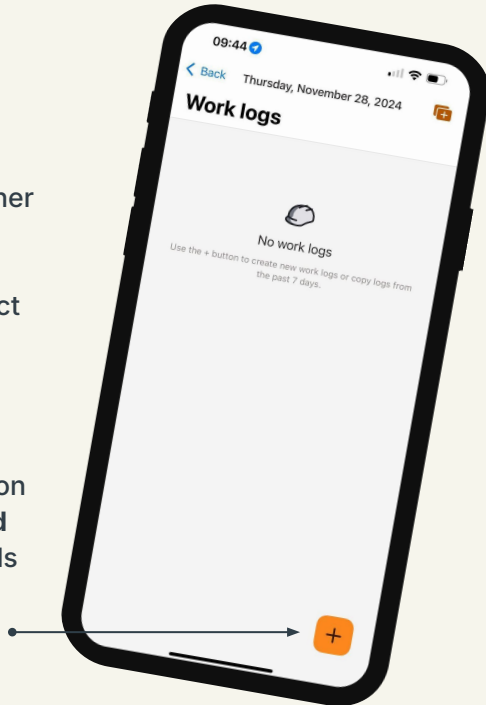 09:44
Back Thursday, November 28, 2024
Work logs
No work logs
Use the + button to create new work logs or copy logs from
the past 7 days.
+